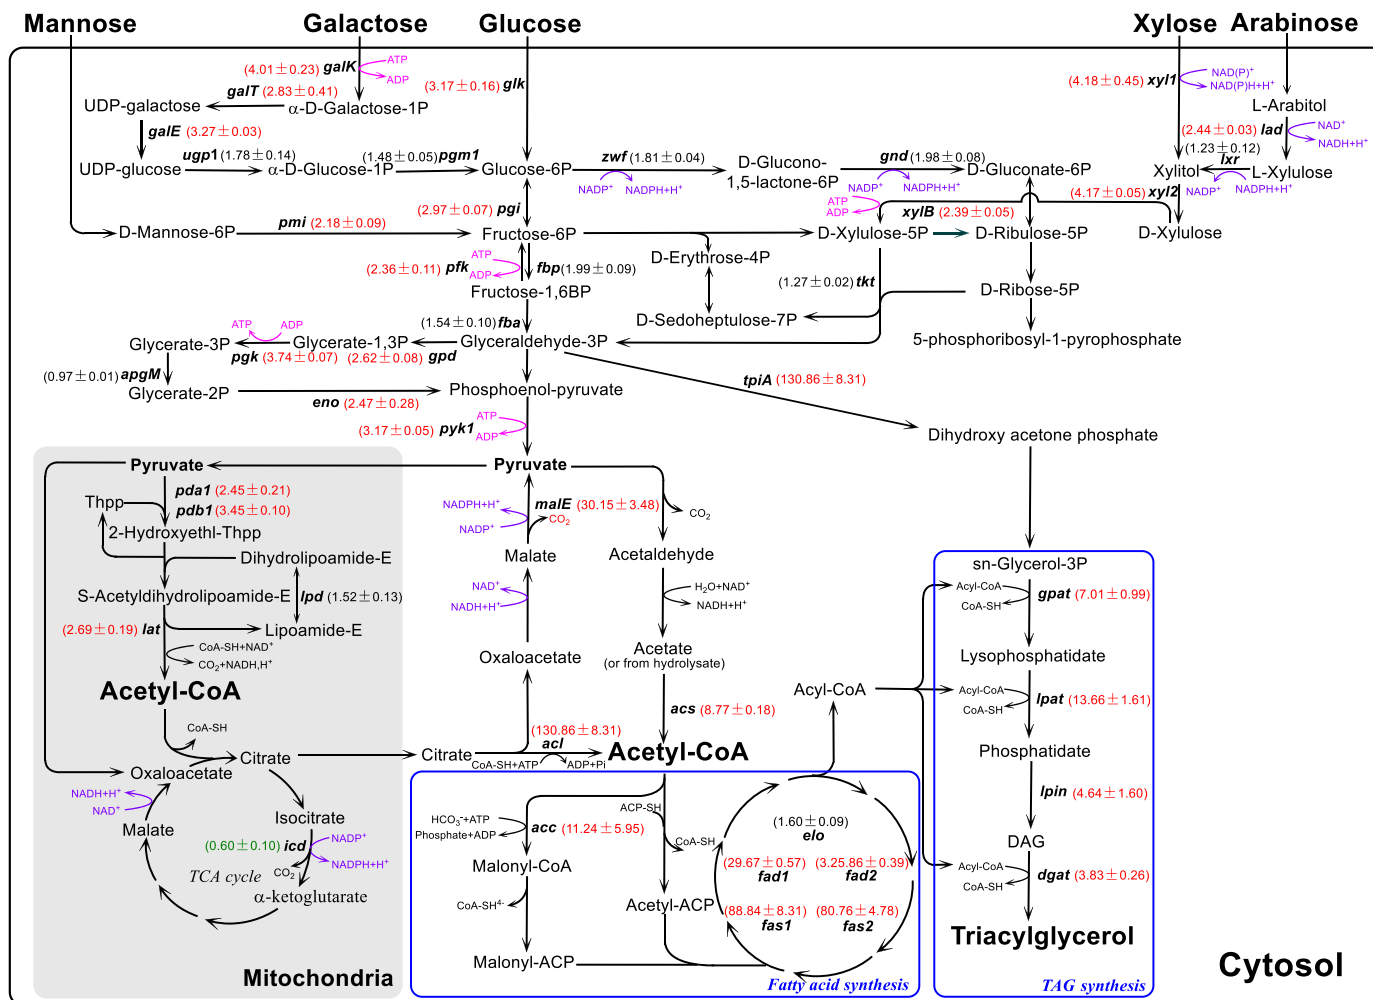 Mannose
Galactose
Glucose
Xylose
Arabinose
(4.01±0.23) galK
ATP
ADP
galT (2.83±0.41)
UDP-galactose
α-D-Galactose-1P
(3.17±0.16) glk
(4.18±0.45) xyl1
NAD(P)⁺
NAD(P)H+H⁺
L-Arabitol
galE (3.27±0.03)
(2.44±0.03) lad
NAD⁺
NADH+H⁺
ugp1(1.78±0.14)
(1.48±0.05)pgm1
UDP-glucose
α-D-Glucose-1P
Glucose-6P
zwf (1.81±0.04)
NADP⁺
NADPH+H⁺
D-Glucono-
1,5-lactone-6P
gnd(1.98±0.08)
NADP⁺
NADPH+H⁺
D-Gluconate-6P
(1.23±0.12)
lxr
Xylitol
L-Xylulose
NADP⁺
NADPH+H⁺
(4.17±0.05) xyl2
(2.97±0.07) pgi
ATP
ADP
xylB (2.39±0.05)
pmi (2.18±0.09)
D-Mannose-6P
Fructose-6P
D-Xylulose-5P
D-Ribulose-5P
D-Xylulose
(2.36±0.11) pfk
ATP
ADP
fbp(1.99±0.09)
D-Erythrose-4P
(1.27±0.02) tkt
Fructose-1,6BP
D-Ribose-5P
(1.54±0.10) fba
D-Sedoheptulose-7P
ATP
ADP
Glycerate-3P
Glycerate-1,3P
Glyceraldehyde-3P
5-phosphoribosyl-1-pyrophosphate
pgk (3.74±0.07)
(2.62±0.08) gpd
(0.97±0.01) apgM
Glycerate-2P
Phosphoenol-pyruvate
tpiA (130.86±8.31)
eno (2.47±0.28)
(3.17±0.05) pyk1
ATP
ADP
Dihydroxy acetone phosphate
Pyruvate
Pyruvate
pda1 (2.45±0.21)
pdb1 (3.45±0.10)
Thpp
2-Hydroxyethl-Thpp
NADPH+H⁺
NADP⁺
malE (30.15±3.48)
CO₂
CO₂
Dihydrolipoamide-E
Malate
Acetaldehyde
sn-Glycerol-3P
S-Acetyldihydrolipoamide-E
lpd (1.52±0.13)
NAD⁺
NADH+H⁺
H₂O+NAD⁺
NADH+H⁺
Acyl-CoA
CoA-SH
gpat (7.01±0.99)
(2.69±0.19) lat
Lipoamide-E
CoA-SH+NAD⁺
CO₂+NADH,H⁺
Oxaloacetate
Acetate
(or from hydrolysate)
Lysophosphatidate
Acetyl-CoA
Acyl-CoA
Acyl-CoA
CoA-SH
lpat (13.66±1.61)
acs (8.77±0.18)
CoA-SH
(130.86±8.31)
acl
Citrate
Citrate
CoA-SH+ATP
ADP+Pi
Acetyl-CoA
Phosphatidate
Oxaloacetate
NADH+H⁺
NAD⁺
lpin (4.64±1.60)
Isocitrate
Malate
(0.60±0.10) icd
NADP⁺
NADPH+H⁺
CO₂
TCA cycle
α-ketoglutarate
HCO₃⁻+ATP
Phosphate+ADP
acc (11.24±5.95)
ACP-SH
CoA-SH
(1.60±0.09)
elo
DAG
Malonyl-CoA
(29.67±0.57)
fad1
(3.25.86±0.39)
fad2
Acyl-CoA
CoA-SH
dgat (3.83±0.26)
CoA-SH⁴⁻
Acetyl-ACP
(88.84±8.31)
fas1
(80.76±4.78)
fas2
Triacylglycerol
Malonyl-ACP
Mitochondria
Fatty acid synthesis
TAG synthesis
Cytosol